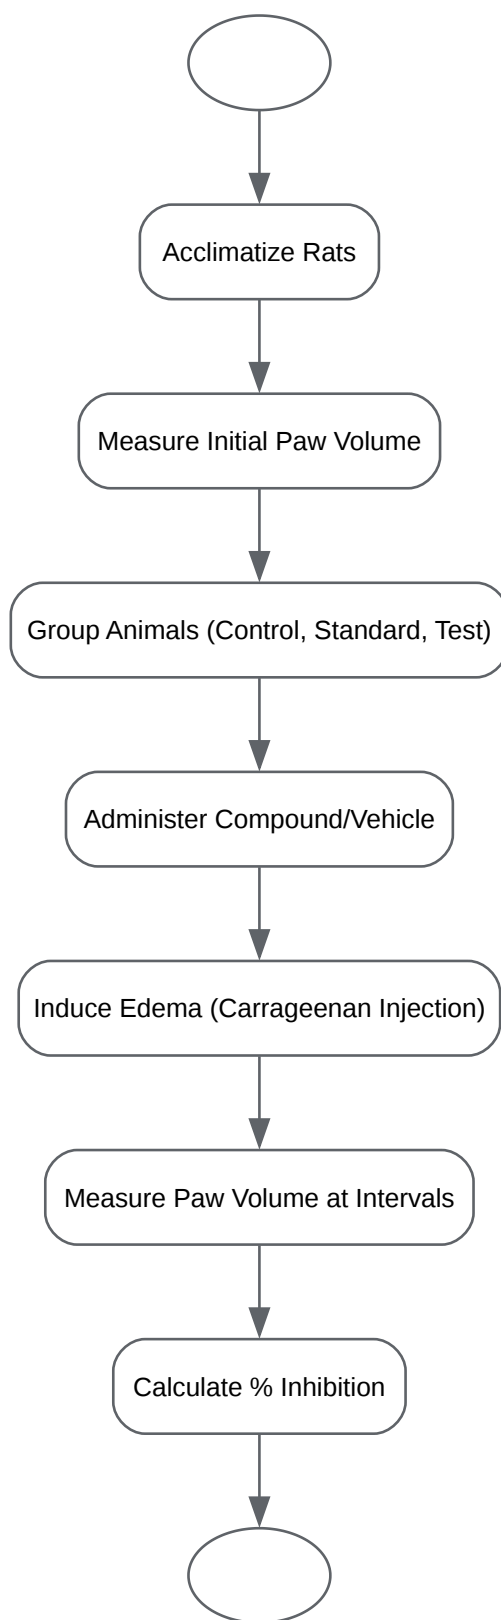 Acclimatize Rats
Measure Initial Paw Volume
Group Animals (Control, Standard, Test)
Administer Compound/Vehicle
Induce Edema (Carrageenan Injection)
Measure Paw Volume at Intervals
Calculate % Inhibition